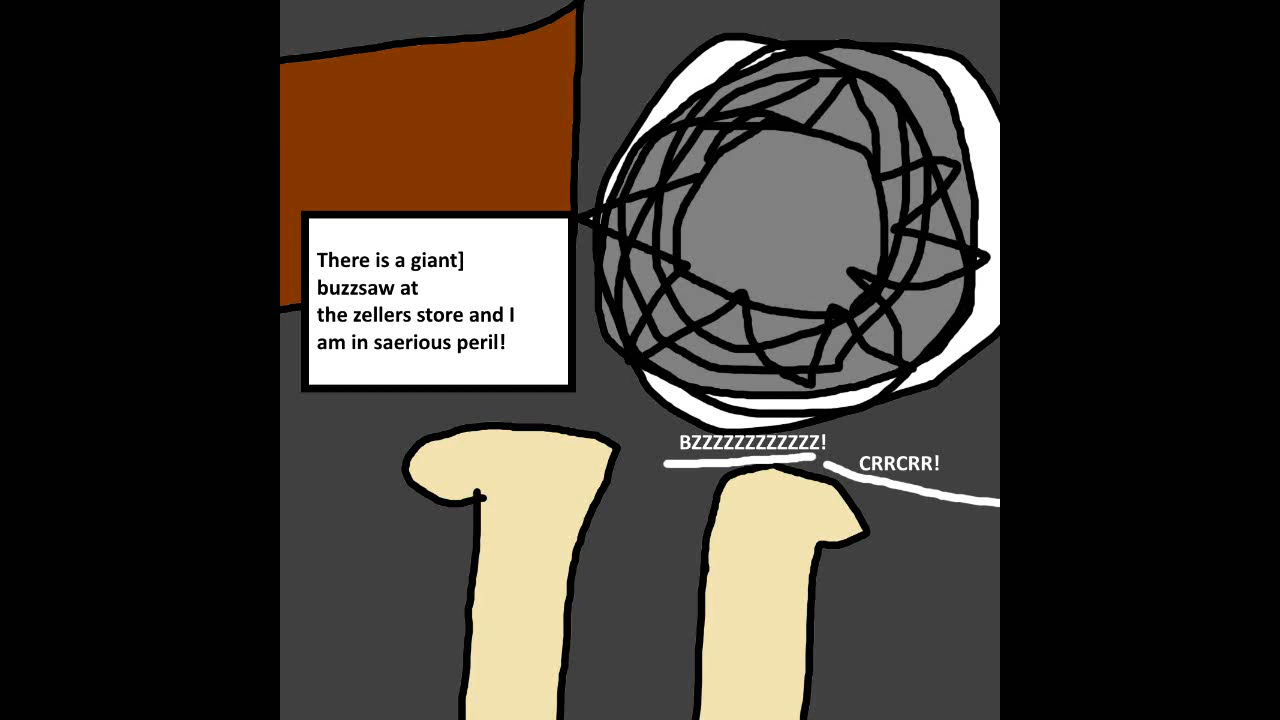 There is a giant]
buzzsaw at
the zellers store and I
am in saerious peril!
BZZZZZZZZZZZZ!
CRRCRR!